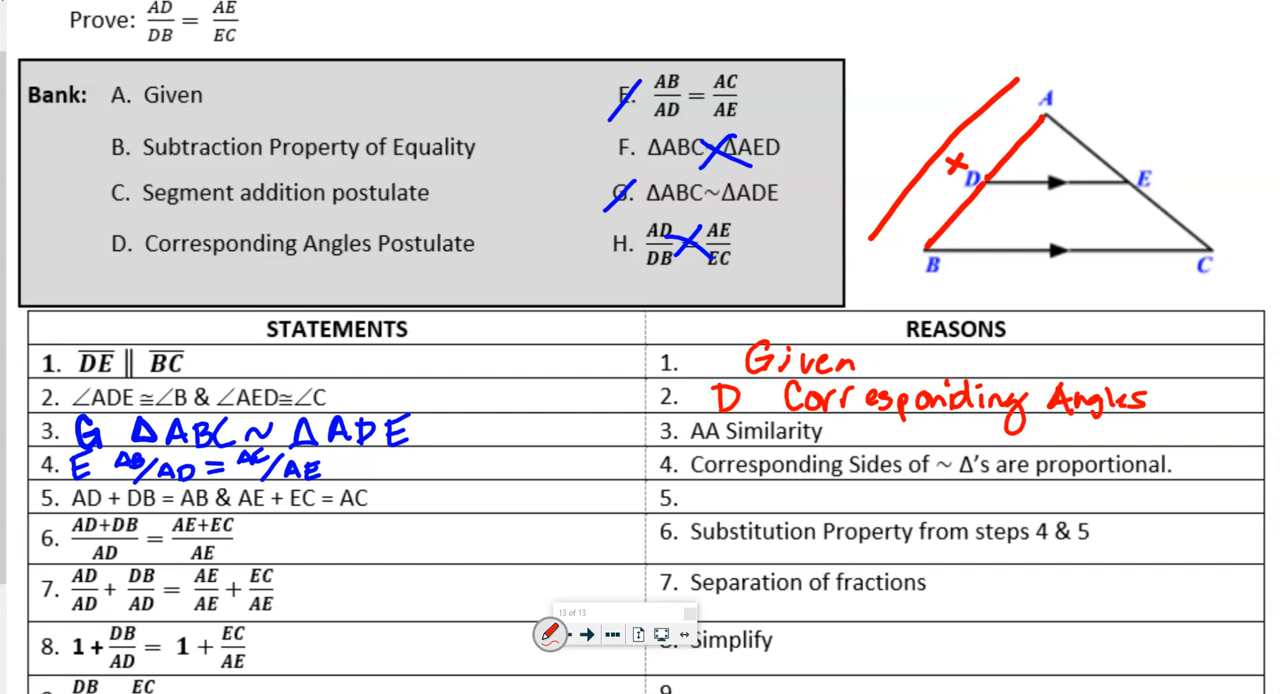 Prove: AD/DB = AE/EC
Bank: A. Given
B. Subtraction Property of Equality
C. Segment addition postulate
D. Corresponding Angles Postulate
E. AB/AD = AC/AE
F. ΔABC~ΔAED
G. ΔABC~ΔADE
H. AD/DB = AE/EC
A
D
E
B
C
STATEMENTS
REASONS
1. DE ∥ BC
1. Given
2. ∠ADE ≅∠B & ∠AED≅∠C
2. D Corresponding Angles
3. G Δ ABC ~ Δ ADE
3. AA Similarity
4. E AB/AD = AC/AE
4. Corresponding Sides of ~ Δ's are proportional.
5. AD + DB = AB & AE + EC = AC
5.
6. AD+DB/AD = AE+EC/AE
6. Substitution Property from steps 4 & 5
7. AD/AD + DB/AD = AE/AE + EC/AE
7. Separation of fractions
13 of 13
8. 1+ DB/AD = 1+ EC/AE
Simplify
DB EC
9